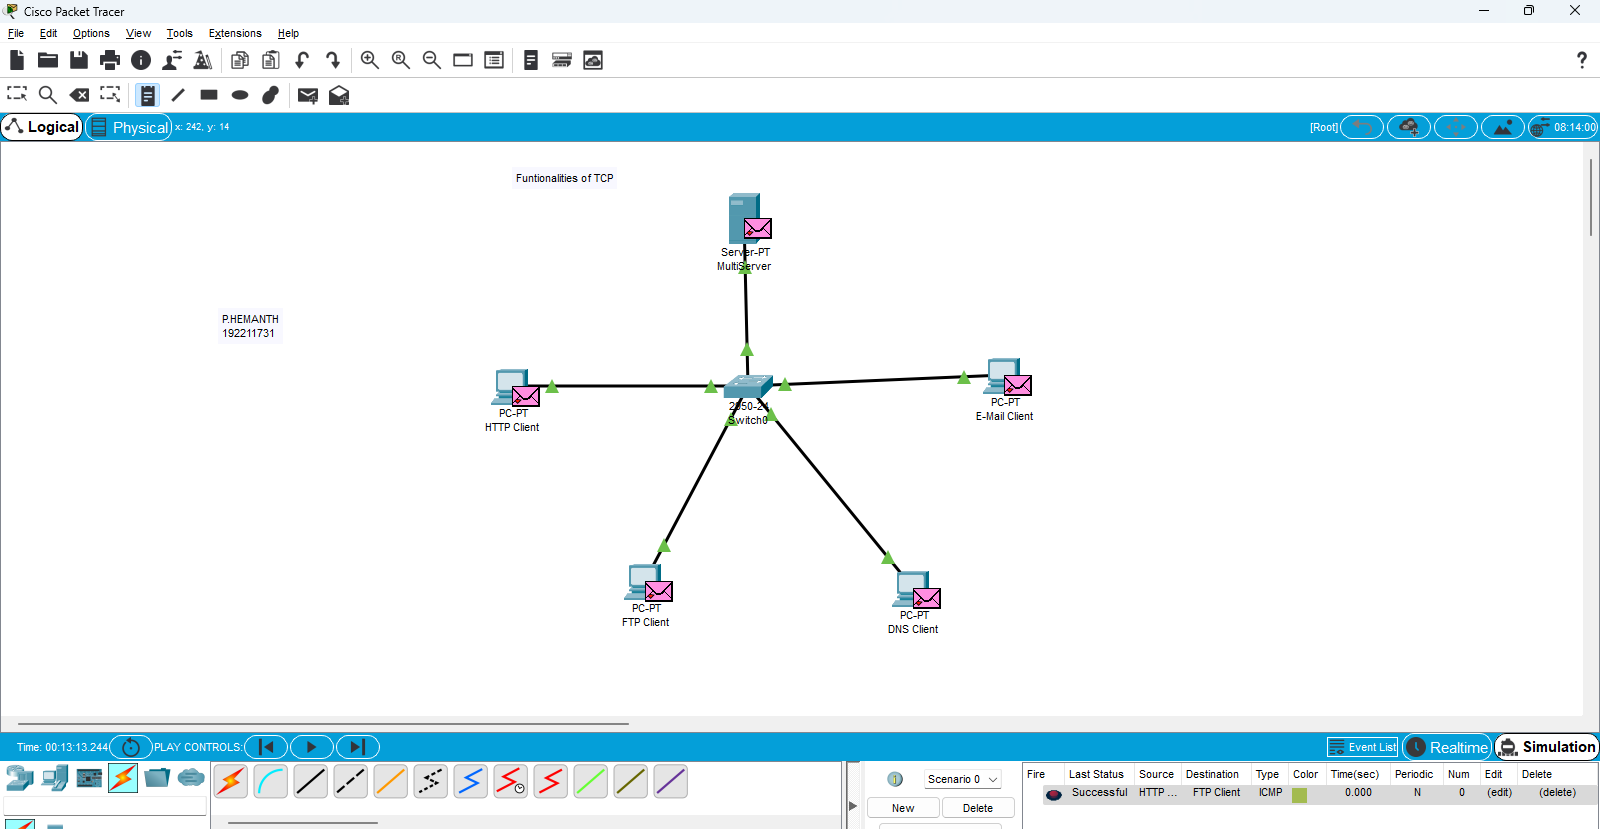 Cisco Packet Tracer
File Edit Options View Tools Extensions Help
?
Logical Physical x: 242, y: 14 [Root] 08:14:00
Funtionalities of TCP
Server-PT
MultiServer
P.HEMANTH
192211731
PC-PT
HTTP Client
2950-24
Switch0
PC-PT
E-Mail Client
PC-PT
FTP Client
PC-PT
DNS Client
Time: 00:13:13.244 PLAY CONTROLS: Event List Realtime Simulation
Scenario 0
New Delete
Fire Last Status Source Destination Type Color Time(sec) Periodic Num Edit Delete
Successful HTTP ... FTP Client ICMP 0.000 N 0 (edit) (delete)